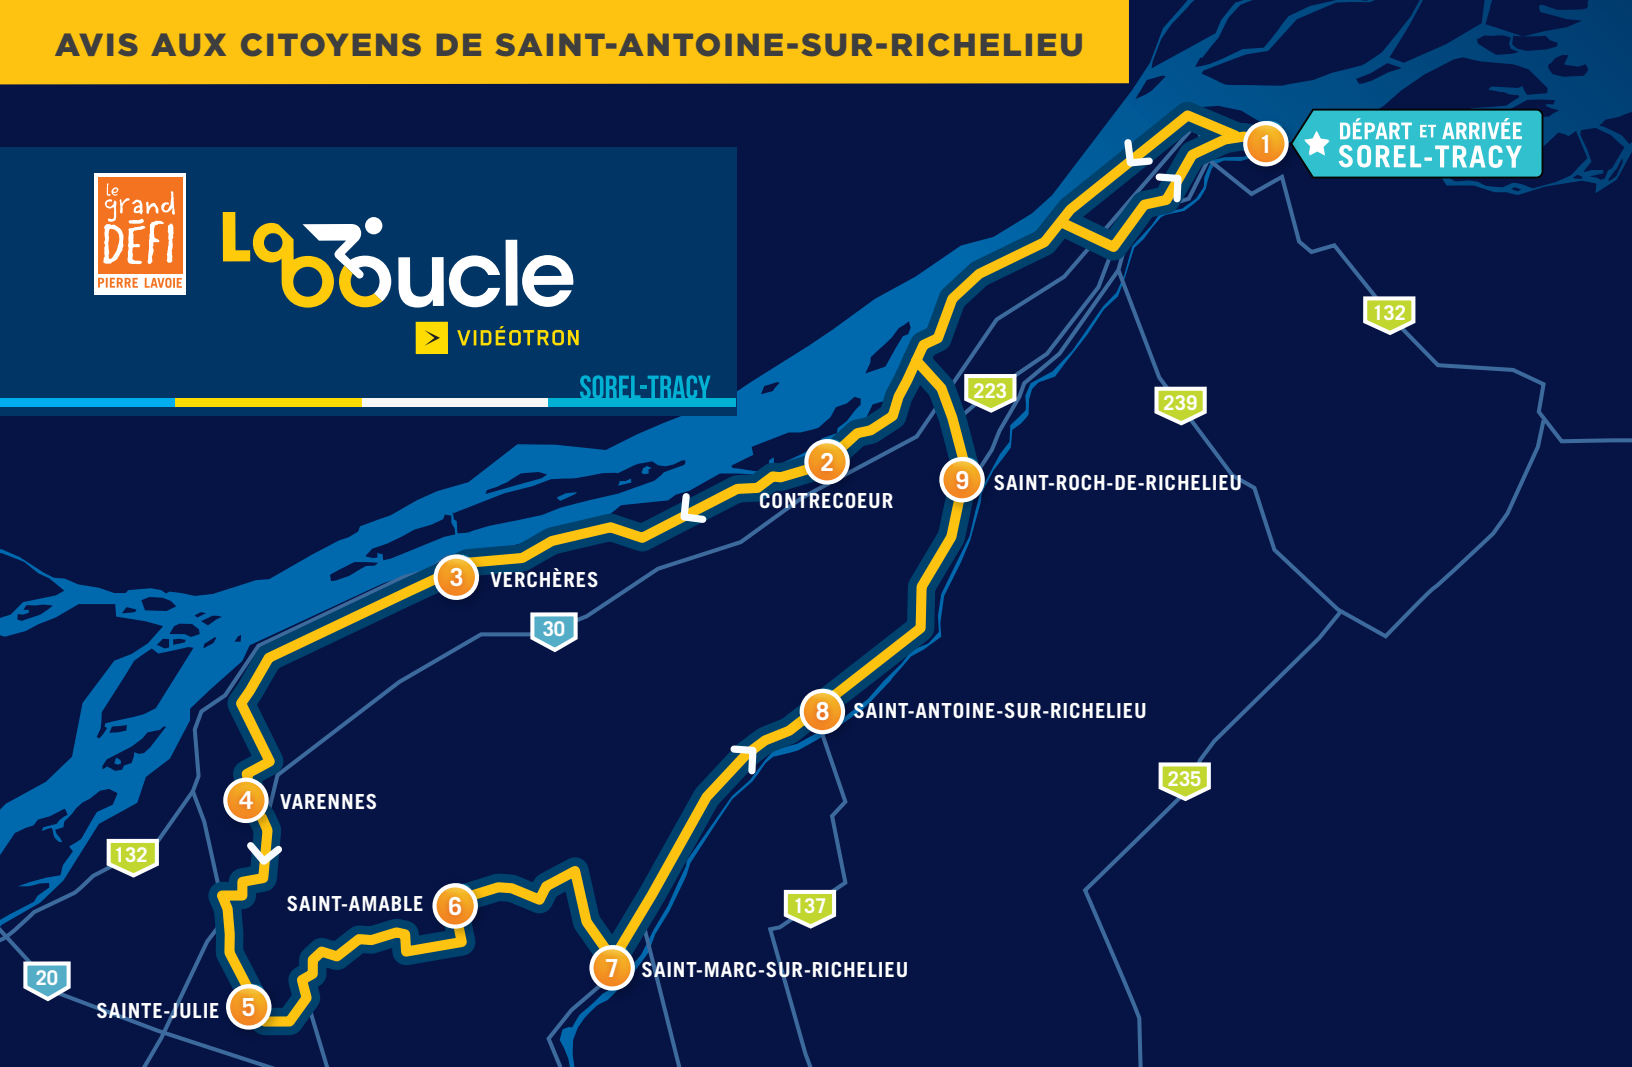 AVIS AUX CITOYENS DE SAINT-ANTOINE-SUR-RICHELIEU
1
DÉPART ET ARRIVÉE
SOREL-TRACY
le
grand
DÉFI
PIERRE LAVOIE
La
boucle
VIDÉOTRON
SOREL-TRACY
132
223
239
2
CONTRECOEUR
9
SAINT-ROCH-DE-RICHELIEU
3
VERCHÈRES
30
8
SAINT-ANTOINE-SUR-RICHELIEU
235
4
VARENNES
132
SAINT-AMABLE
6
137
7
SAINT-MARC-SUR-RICHELIEU
20
SAINTE-JULIE
5